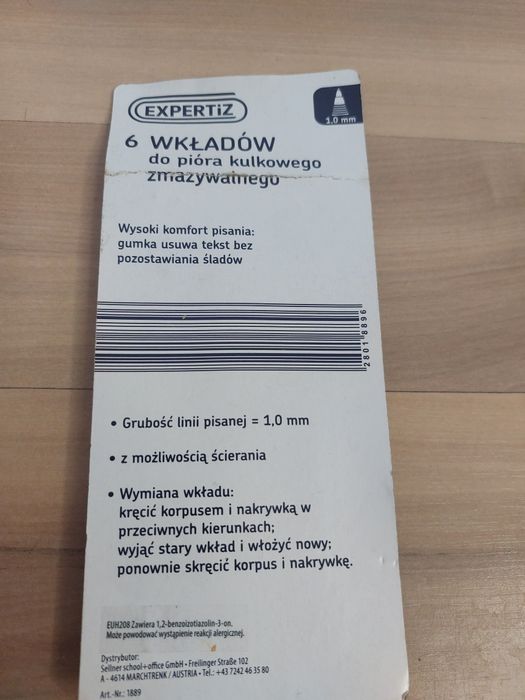 EXPERTiZ
1.0 mm
6 WKŁADÓW
do pióra kulkowego
zmazywalnego
Wysoki komfort pisania:
gumka usuwa tekst bez
pozostawiania śladów
2801 8896
• Grubość linii pisanej = 1,0 mm
• z możliwością ścierania
• Wymiana wkładu:
kręcić korpusem i nakrywką w
przeciwnych kierunkach;
wyjąć stary wkład i włożyć nowy;
ponownie skręcić korpus i nakrywkę.
EUH208 Zawiera 1,2-benzoizotiazolin-3-on.
Może powodować wystąpienie reakcji alergicznej.
Dystrybutor:
Sellner school+office GmbH • Freilinger Straße 102
A - 4614 MARCHTRENK / AUSTRIA • Tel.: +43 7242 46 35 80
Art.-Nr.: 1889